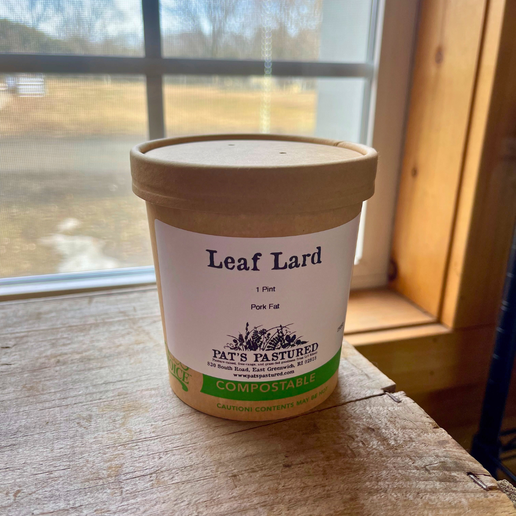 Leaf Lard
1 Pint
Pork Fat
PAT'S PASTURED
East Greenwich, RI 02818
www.patspastured.com
COMPOSTABLE
CAUTION! CONTENTS MAY BE